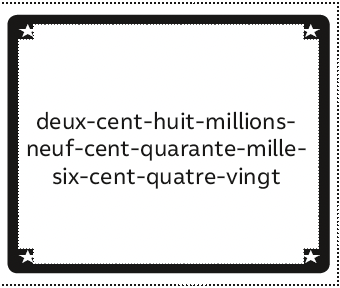 deux-cent-huit-millions-
neuf-cent-quarante-mille-
six-cent-quatre-vingt